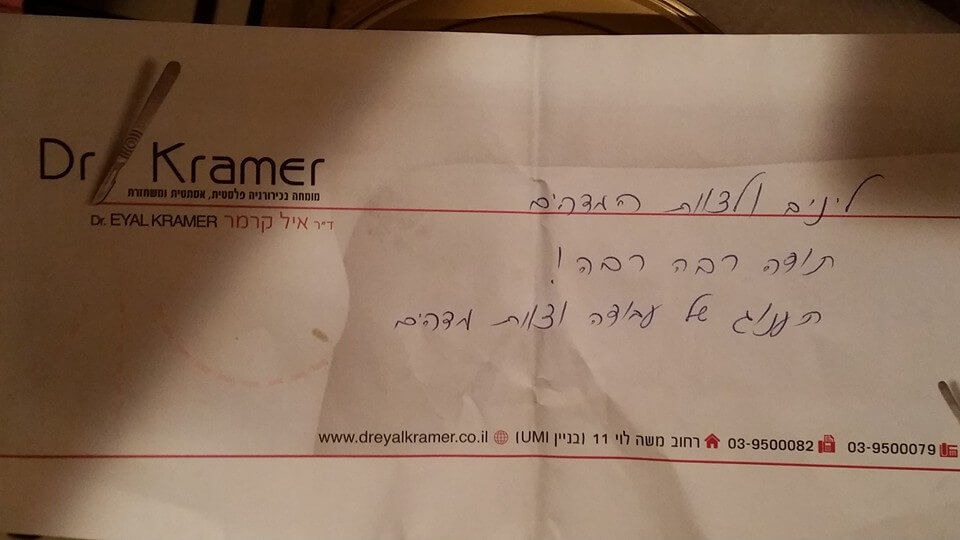 Dr Kramer
מומחה בכירורגיה פלסטית, אסתטית ומשחזרת
Dr. EYAL KRAMER ד״ר איל קרמר
ולצוות המדהים
תודה רבה רבה!
תענוג של עבודה וצוות מדהים
03-9500079 03-9500082 רחוב משה לוי 11 (בניין UMI) www.dreyalkramer.co.il